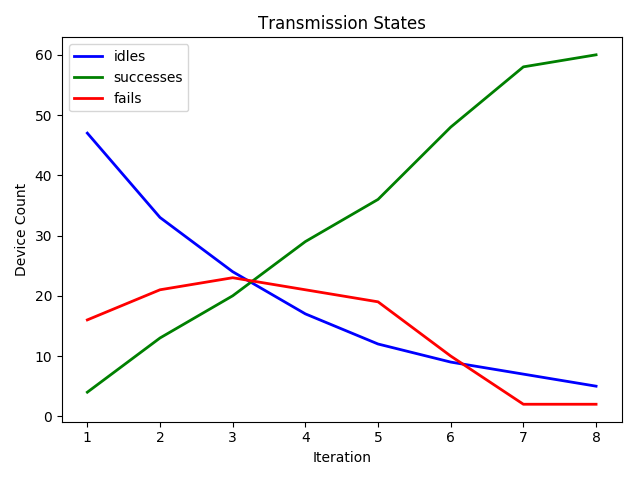 Transmission States
idles
successes
fails
Device Count
60
50
40
30
20
10
0
1 2 3 4 5 6 7 8
Iteration